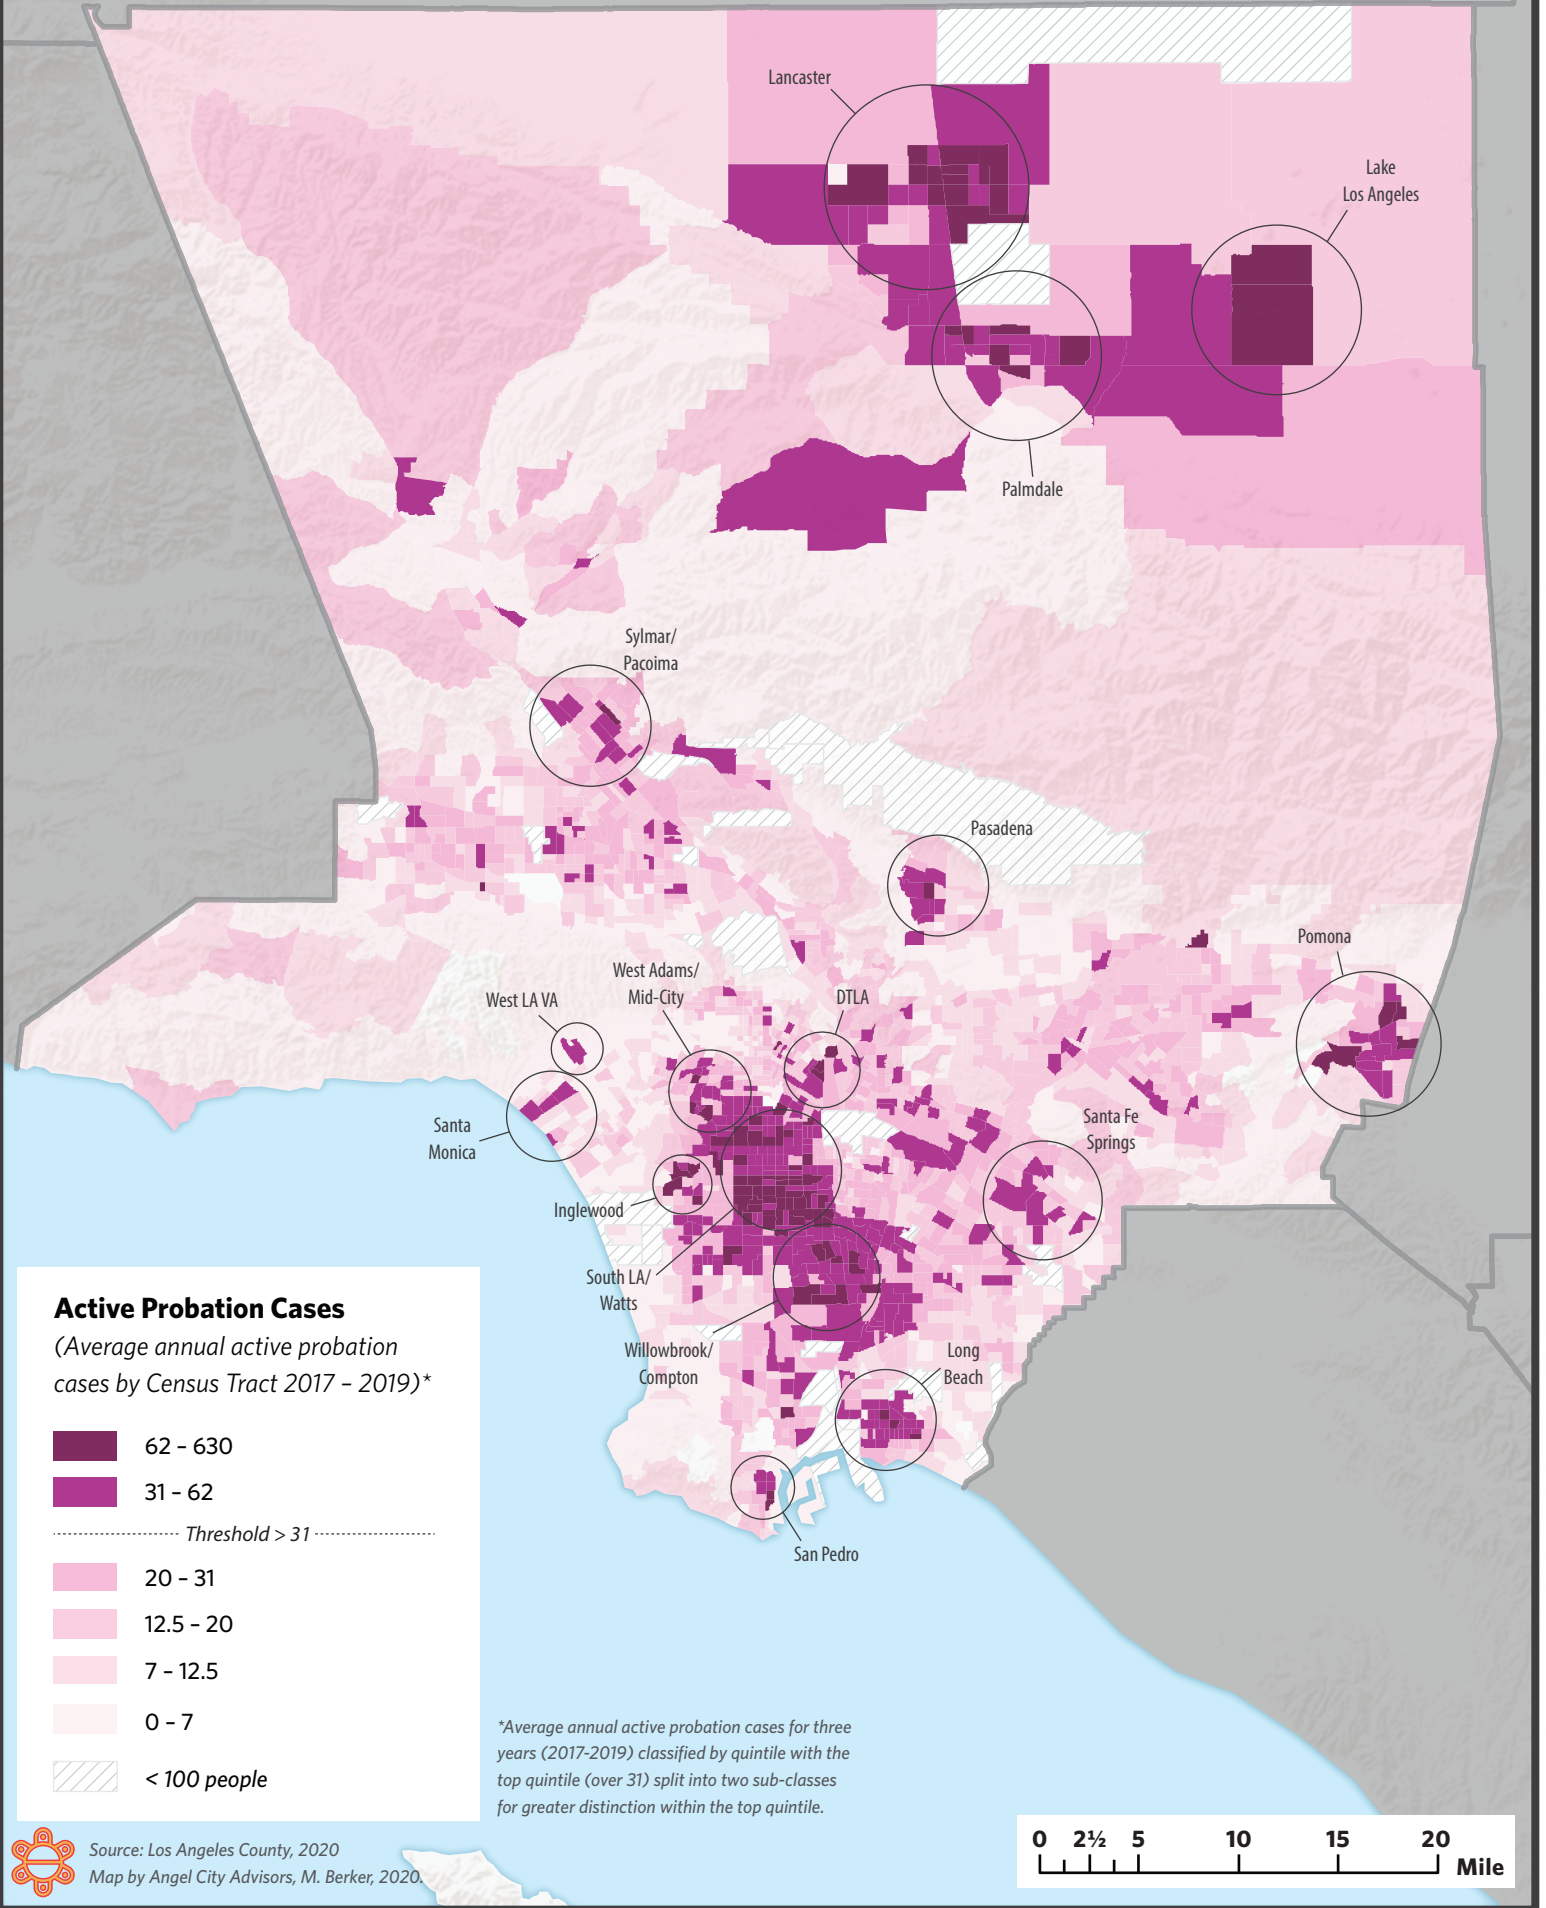 Lancaster
Lake
Los Angeles
Palmdale
Sylmar/
Pacoima
Pasadena
Pomona
West Adams/
Mid-City
West LA VA
DTLA
Santa
Monica
Santa Fe
Springs
Inglewood
South LA/
Watts
Willowbrook/
Compton
Long
Beach
San Pedro
Active Probation Cases
(Average annual active probation
cases by Census Tract 2017 – 2019)*
62 – 630
31 – 62
Threshold > 31
20 – 31
12.5 – 20
7 – 12.5
0 – 7
< 100 people
*Average annual active probation cases for three
years (2017-2019) classified by quintile with the
top quintile (over 31) split into two sub-classes
for greater distinction within the top quintile.
Source: Los Angeles County, 2020
Map by Angel City Advisors, M. Berker, 2020.
0 2½ 5 10 15 20
Mile